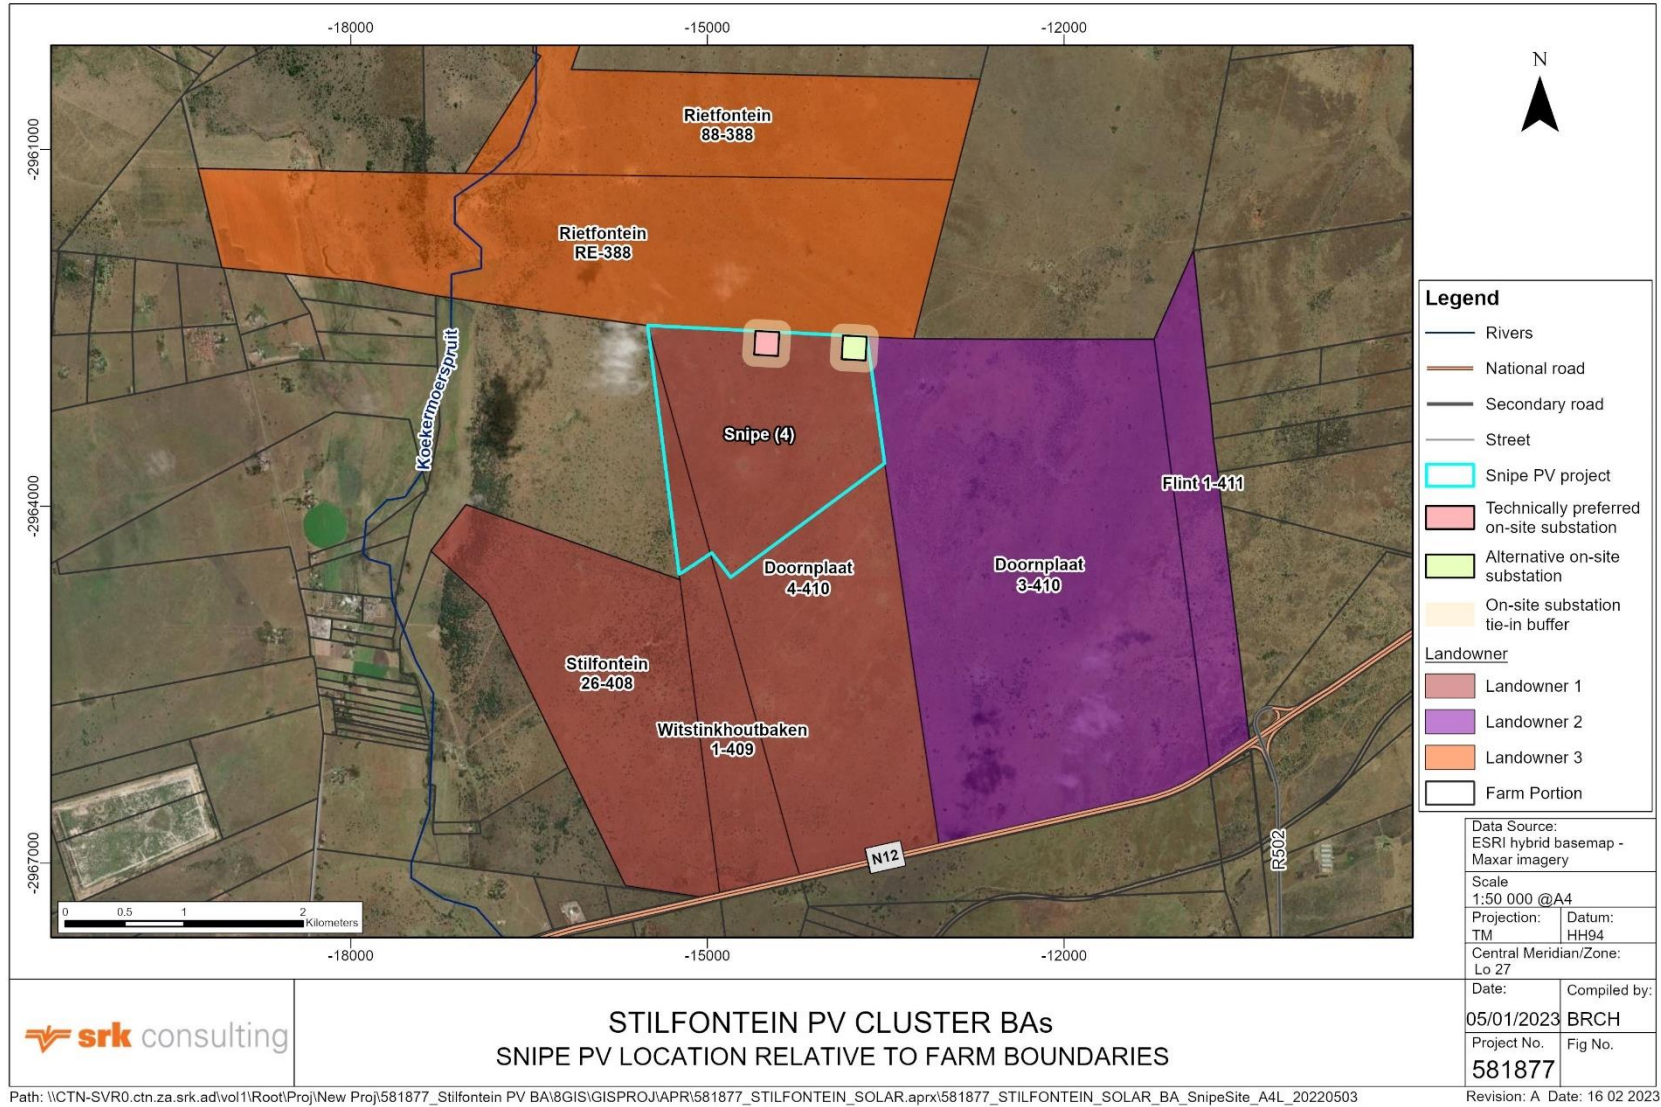 -18000
-15000
-12000
N
-2961000
-2964000
-2967000
Rietfontein
88-388
Rietfontein
RE-388
Koekermoerspruit
Snipe (4)
Flint 1-411
Doornplaat
4-410
Doornplaat
3-410
Stilfontein
26-408
Witstinkhoutbaken
1-409
N12
R502
0 0.5 1 2
Kilometers
-18000
-15000
-12000
Legend
Rivers
National road
Secondary road
Street
Snipe PV project
Technically preferred
on-site substation
Alternative on-site
substation
On-site substation
tie-in buffer
Landowner
Landowner 1
Landowner 2
Landowner 3
Farm Portion
Data Source:
ESRI hybrid basemap -
Maxar imagery
Scale
1:50 000 @A4
Projection:
TM
Datum:
HH94
Central Meridian/Zone:
Lo 27
Date:
05/01/2023
Compiled by:
BRCH
Project No.
581877
Fig No.
srk consulting
STILFONTEIN PV CLUSTER BAs
SNIPE PV LOCATION RELATIVE TO FARM BOUNDARIES
Path: \\CTN-SVR0.ctn.za.srk.ad\vol1\Root\Proj\New Proj\581877_Stilfontein PV BA\8GIS\GISPROJ\APR\581877_STILFONTEIN_SOLAR.aprx\581877_STILFONTEIN_SOLAR_BA_SnipeSite_A4L_20220503
Revision: A Date: 16 02 2023